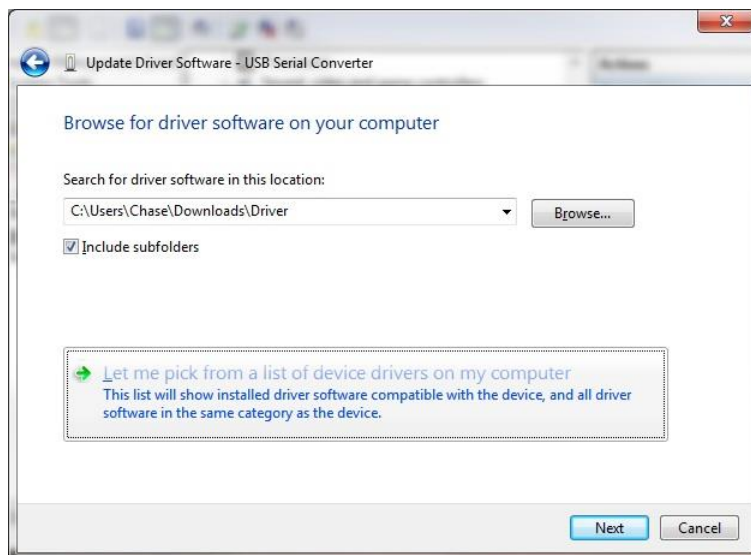 Update Driver Software - USB Serial Converter
Browse for driver software on your computer
Search for driver software in this location:
C:\Users\Chase\Downloads\Driver
Browse...
Include subfolders
Let me pick from a list of device drivers on my computer
This list will show installed driver software compatible with the device, and all driver
software in the same category as the device.
Next
Cancel